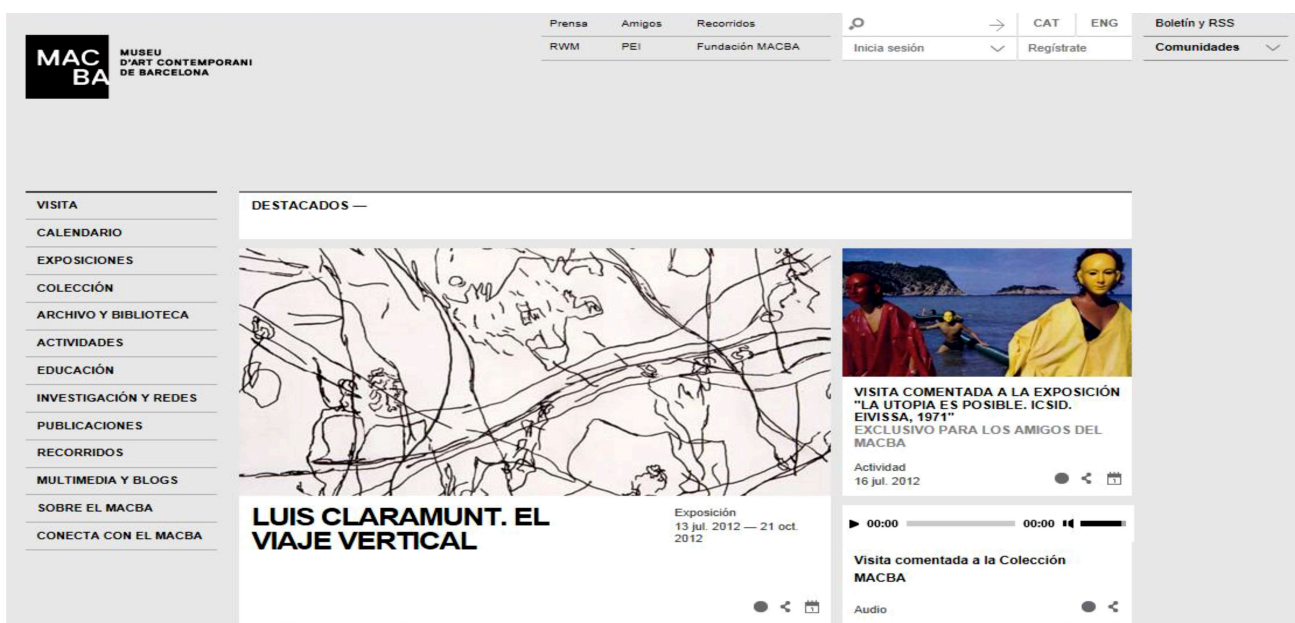 MAC
BA
MUSEU
D'ART CONTEMPORANI
DE BARCELONA
Prensa Amigos Recorridos
RWM PEI Fundación MACBA
CAT ENG
Inicia sesión Regístrate
Boletín y RSS
Comunidades
VISITA
CALENDARIO
EXPOSICIONES
COLECCIÓN
ARCHIVO Y BIBLIOTECA
ACTIVIDADES
EDUCACIÓN
INVESTIGACIÓN Y REDES
PUBLICACIONES
RECORRIDOS
MULTIMEDIA Y BLOGS
SOBRE EL MACBA
CONECTA CON EL MACBA
DESTACADOS —
LUIS CLARAMUNT. EL
VIAJE VERTICAL
Exposición
13 jul. 2012 — 21 oct.
2012
1
VISITA COMENTADA A LA EXPOSICIÓN
"LA UTOPIA ES POSIBLE. ICSID.
EIVISSA, 1971"
EXCLUSIVO PARA LOS AMIGOS DEL
MACBA
Actividad
16 jul. 2012
1
00:00 00:00
Visita comentada a la Colección
MACBA
Audio